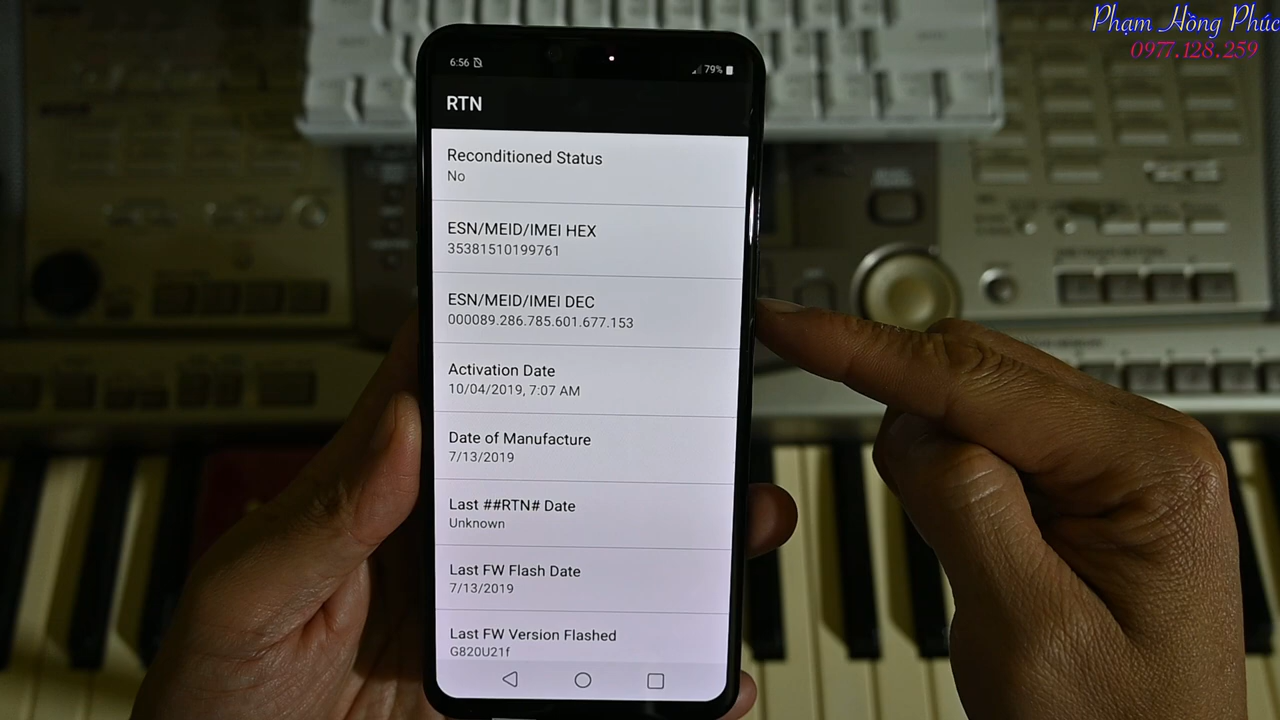 Phạm Hồng Phúc
0977.128.259
6:56
79%
RTN
Reconditioned Status
No
ESN/MEID/IMEI HEX
35381510199761
ESN/MEID/IMEI DEC
000089.286.785.601.677.153
Activation Date
10/04/2019, 7:07 AM
Date of Manufacture
7/13/2019
Last ##RTN# Date
Unknown
Last FW Flash Date
7/13/2019
Last FW Version Flashed
G820U21f